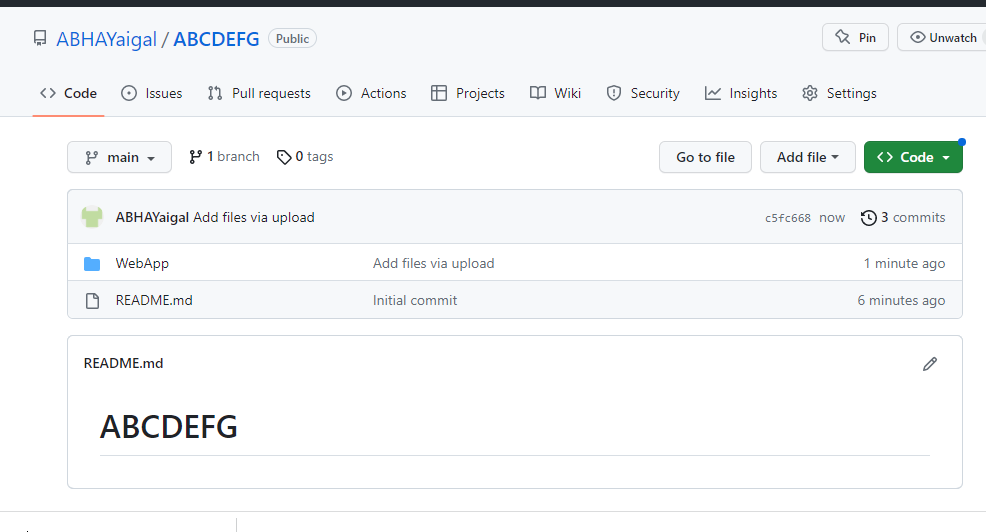 ABHAYaigal / ABCDEFG Public
Pin
Unwatch
Code Issues Pull requests Actions Projects Wiki Security Insights Settings
main 1 branch 0 tags Go to file Add file Code
ABHAYaigal Add files via upload c5fc668 now 3 commits
WebApp Add files via upload 1 minute ago
README.md Initial commit 6 minutes ago
README.md
ABCDEFG